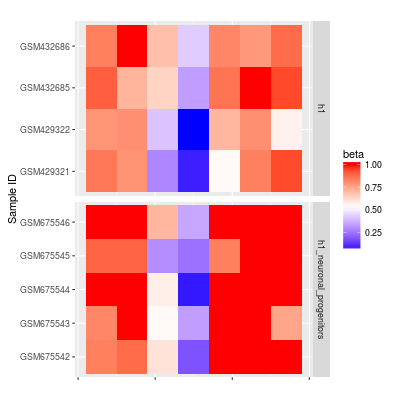 GSM432686
GSM432685
GSM429322
GSM429321
h1
GSM675546
GSM675545
GSM675544
GSM675543
GSM675542
h1_neuronal_progenitors
Sample ID
beta
1.00
0.75
0.50
0.25